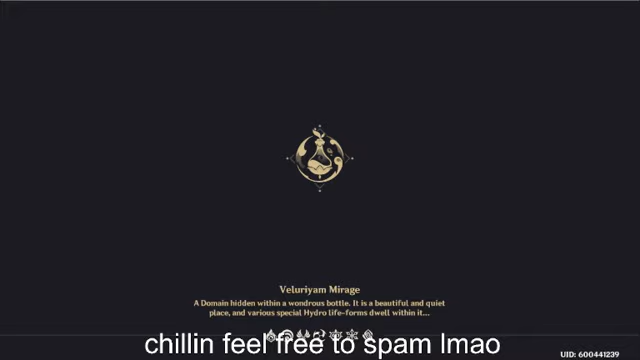 Veluriyam Mirage
A Domain hidden within a wondrous bottle. It is a beautiful and quiet
place, and various special Hydro life-forms dwell within it...
chillin feel free to spam lmao
UID: 600441239